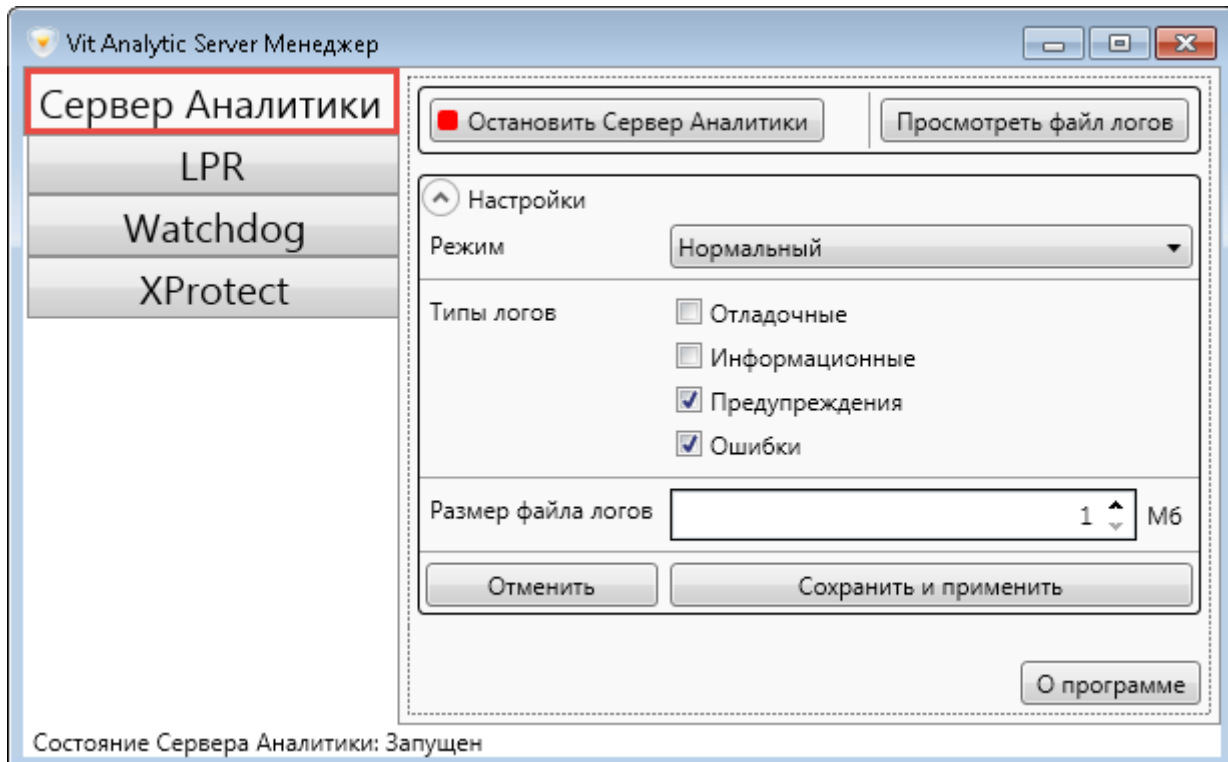 Vit Analytic Server Менеджер
Сервер Аналитики
LPR
Watchdog
XProtect
Остановить Сервер Аналитики
Просмотреть файл логов
Настройки
Режим
Нормальный
Типы логов
Отладочные
Информационные
Предупреждения
Ошибки
Размер файла логов
1
Мб
Отменить
Сохранить и применить
О программе
Состояние Сервера Аналитики: Запущен